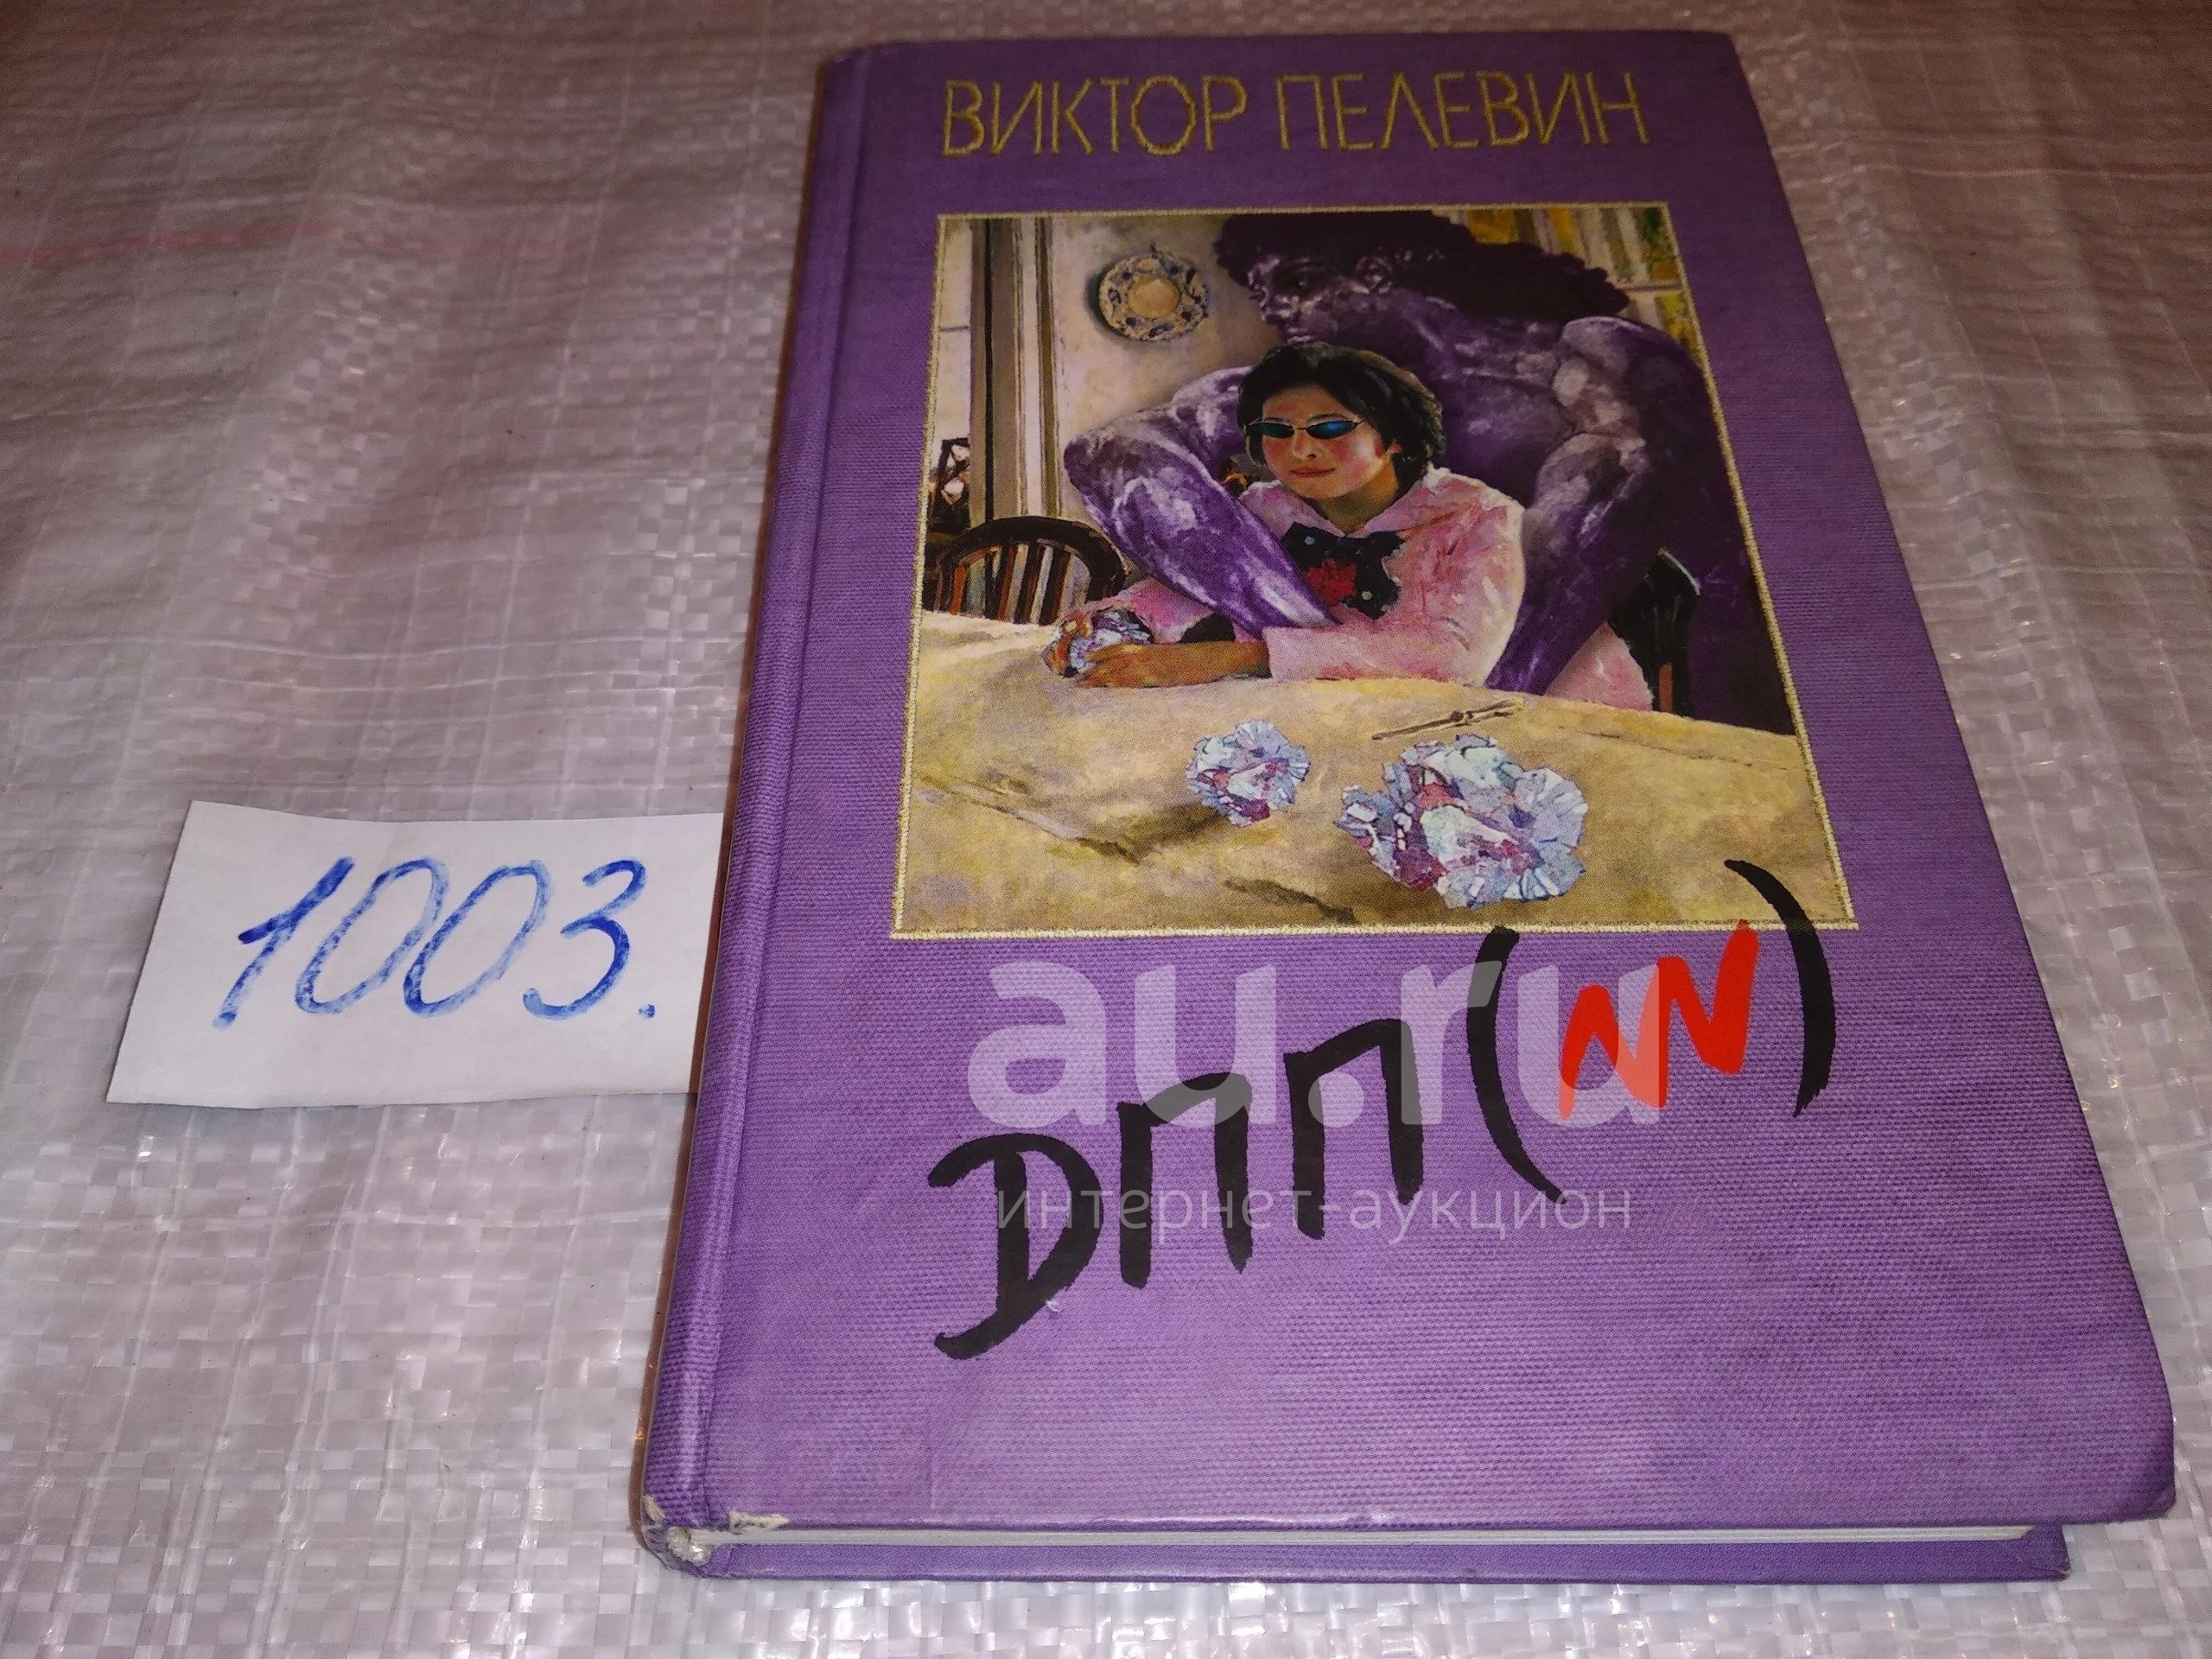 ВИКТОР ПЕЛЕВИН
1003.
ДПП (NN)
au.ru
интернет-аукцион